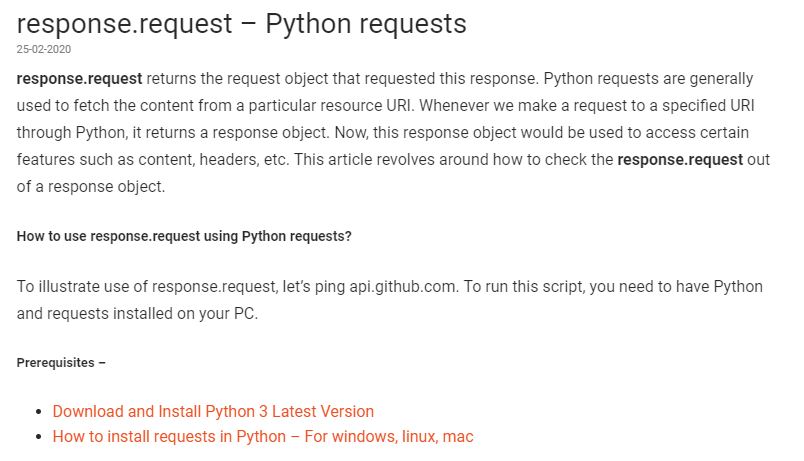 response.request – Python requests
25-02-2020
response.request returns the request object that requested this response. Python requests are generally
used to fetch the content from a particular resource URI. Whenever we make a request to a specified URI
through Python, it returns a response object. Now, this response object would be used to access certain
features such as content, headers, etc. This article revolves around how to check the response.request out
of a response object.
How to use response.request using Python requests?
To illustrate use of response.request, let’s ping api.github.com. To run this script, you need to have Python
and requests installed on your PC.
Prerequisites –
• Download and Install Python 3 Latest Version
• How to install requests in Python – For windows, linux, mac